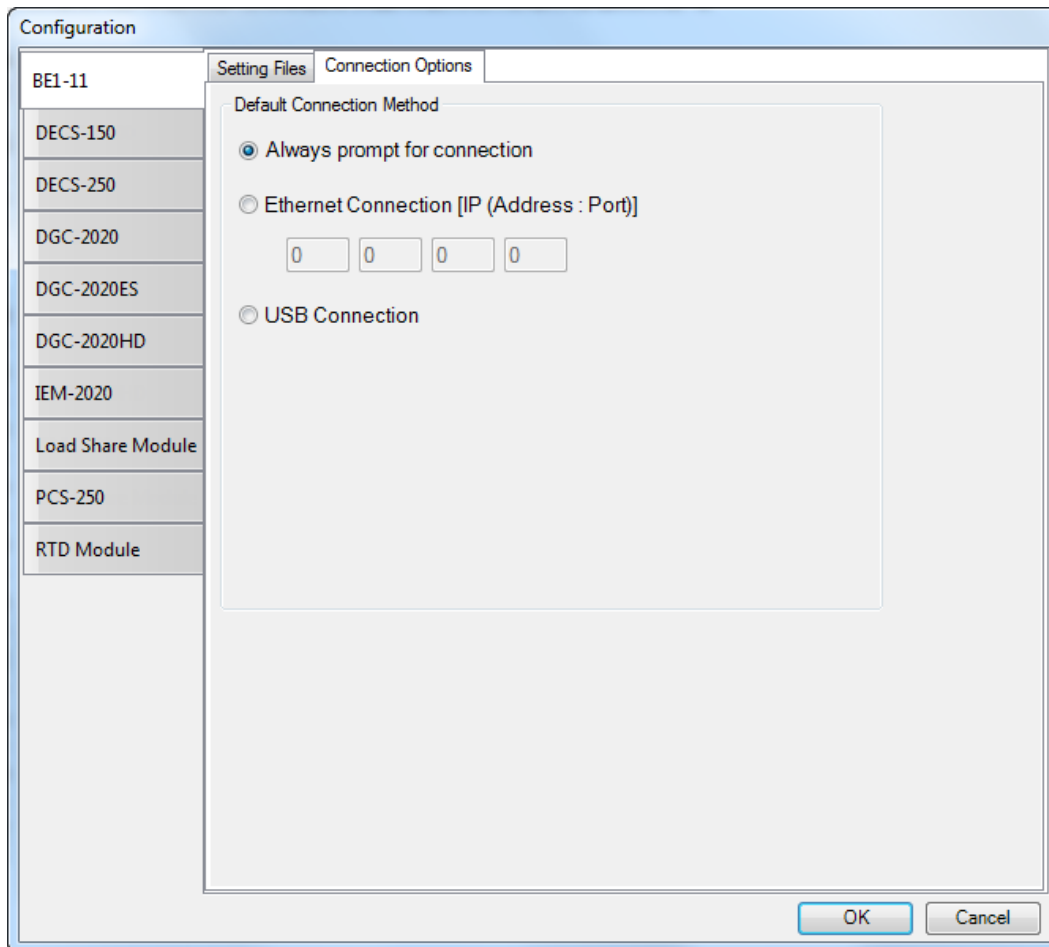 Configuration
BE1-11
DECS-150
DECS-250
DGC-2020
DGC-2020ES
DGC-2020HD
IEM-2020
Load Share Module
PCS-250
RTD Module
Setting Files
Connection Options
Default Connection Method
Always prompt for connection
Ethernet Connection [IP (Address : Port)]
0 0 0 0
USB Connection
OK Cancel